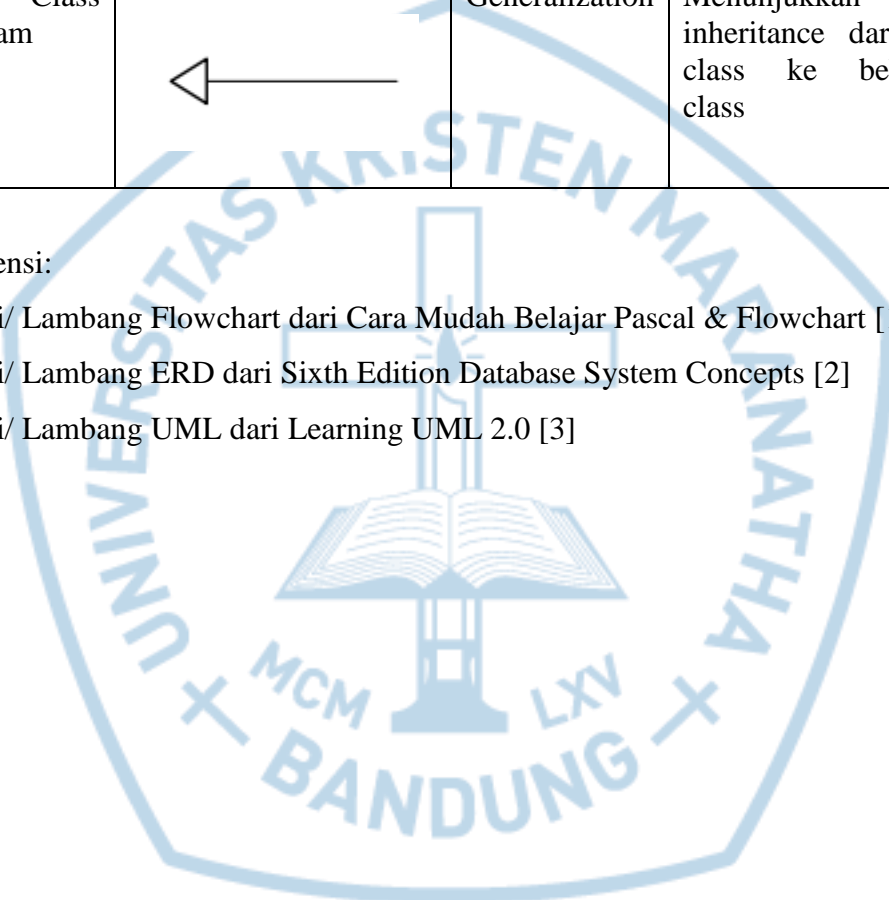 Class
Generalization
Menunjukkan
am
inheritance dar
class ke be
class
ensi:
i/ Lambang Flowchart dari Cara Mudah Belajar Pascal & Flowchart [
i/ Lambang ERD dari Sixth Edition Database System Concepts [2]
i/ Lambang UML dari Learning UML 2.0 [3]
UNIVERSITAS KRISTEN MARANATHA
MCM LXV
BANDUNG